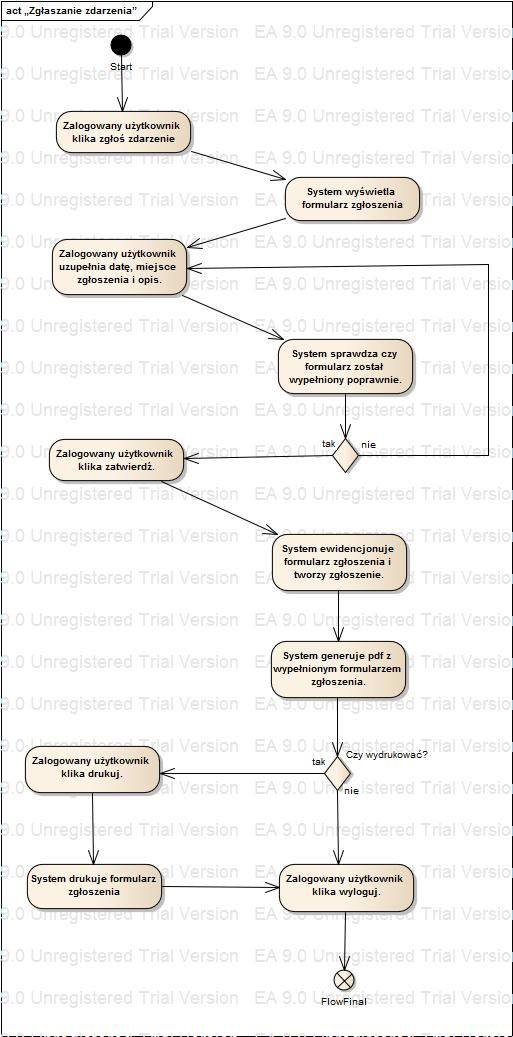 act „Zgłaszanie zdarzenia”
Start
Zalogowany użytkownik
klika zgłoś zdarzenie
System wyświetla
formularz zgłoszenia
Zalogowany użytkownik
uzupełnia datę, miejsce
zgłoszenia i opis.
System sprawdza czy
formularz został
wypełniony poprawnie.
tak
nie
Zalogowany użytkownik
klika zatwierdź.
System ewidencjonuje
formularz zgłoszenia i
tworzy zgłoszenie.
System generuje pdf z
wypełnionym formularzem
zgłoszenia.
Czy wydrukować?
tak
nie
Zalogowany użytkownik
klika drukuj.
System drukuje formularz
zgłoszenia
Zalogowany użytkownik
klika wyloguj.
FlowFinal
EA 9.0 Unregistered Trial Version